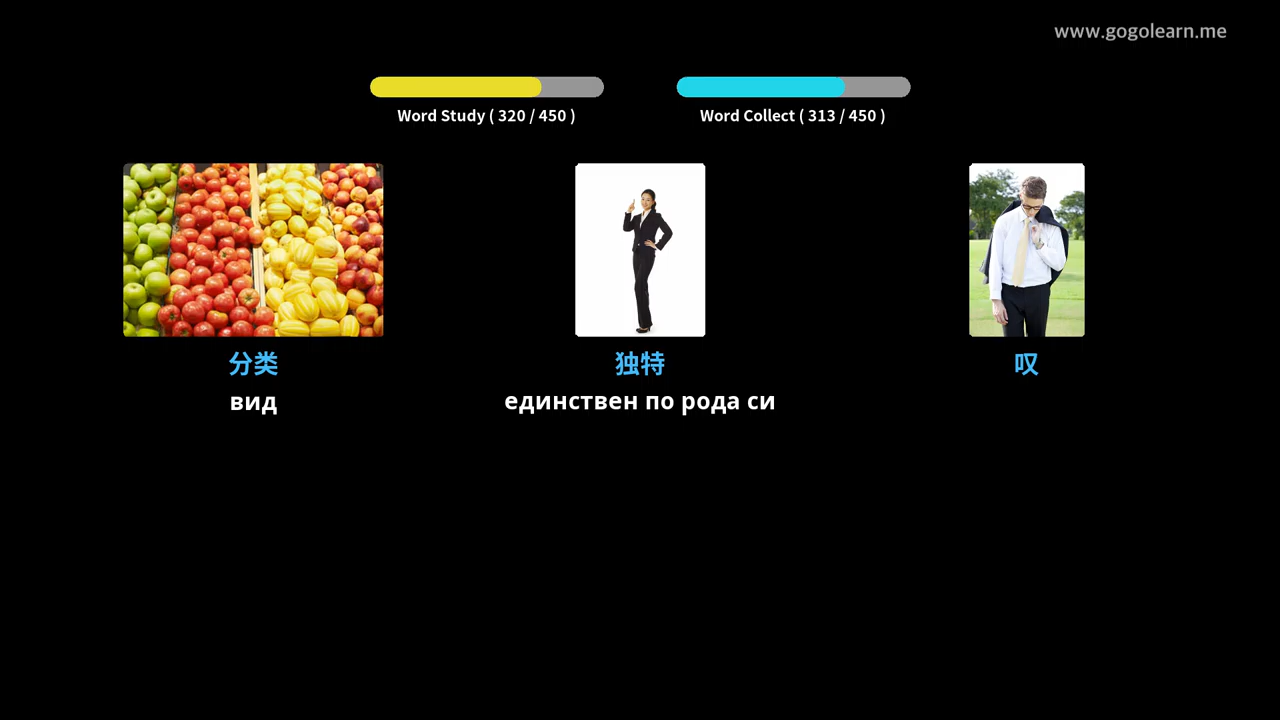 www.gogolearn.me
Word Study ( 320 / 450 )
Word Collect ( 313 / 450 )
分类
独特
叹
вид
единствен по рода си